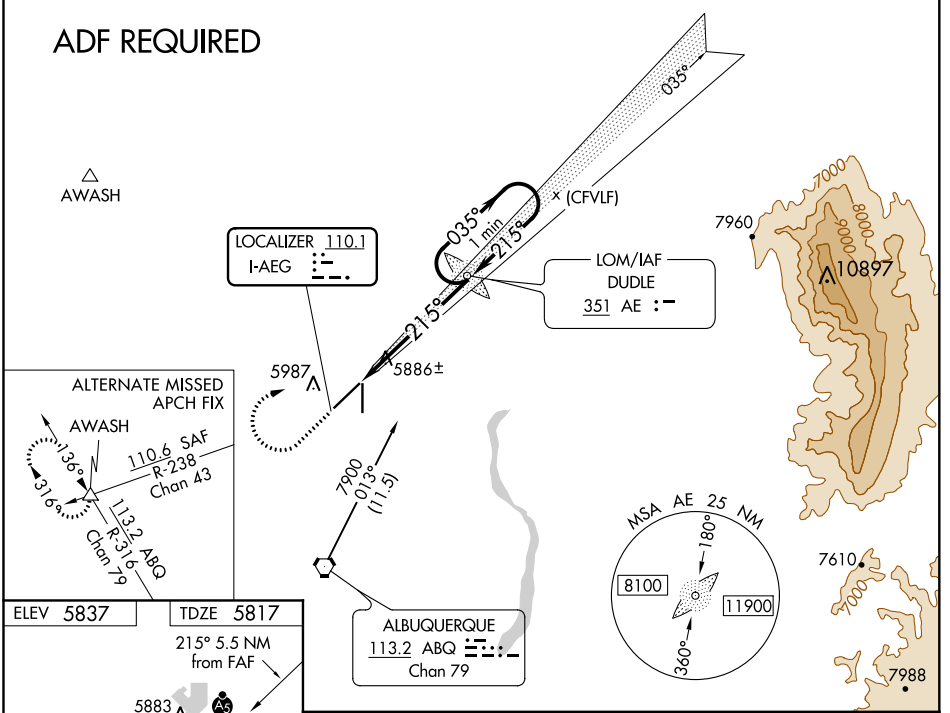 ADF REQUIRED
AWASH
035°
x (CFVLF)
035°
1 min
215°
LOCALIZER 110.1
I-AEG
LOM/IAF
DUDLE
351 AE
215°
7960
7000
8000
9000
10897
5987
5886±
ALTERNATE MISSED
APCH FIX
AWASH
136°
316°
110.6 SAF
R-238
Chan 43
113.2 ABQ
R-316
Chan 79
7900
013°
(11.5)
MSA AE 25 NM
180°
8100
11900
360°
7610
7000
7988
ALBUQUERQUE
113.2 ABQ
Chan 79
ELEV 5837
TDZE 5817
215° 5.5 NM
from FAF
5883
A5